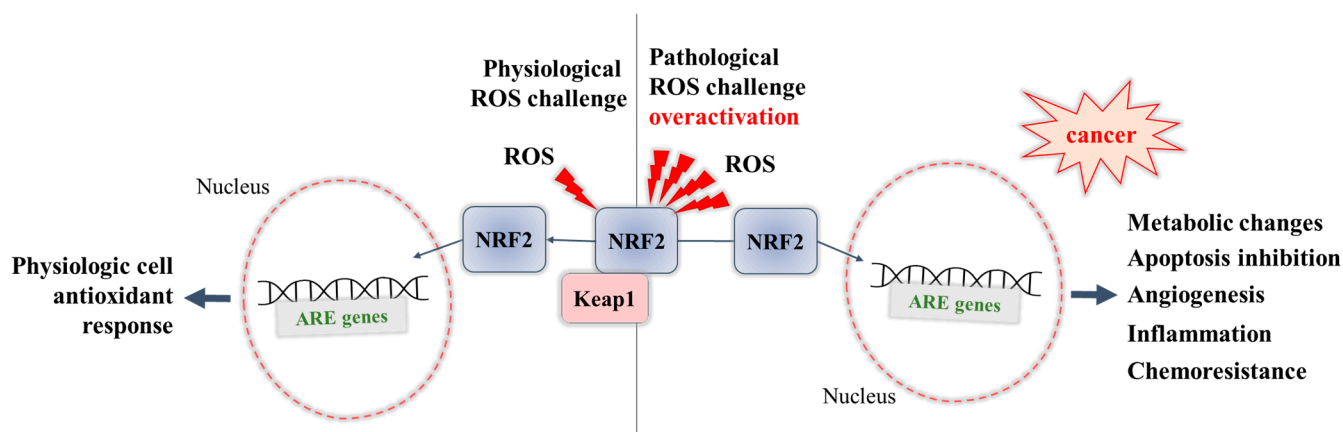 Physiological
ROS challenge
Pathological
ROS challenge
overactivation
cancer
ROS
ROS
Nucleus
NRF2
NRF2
NRF2
Keap1
Physiologic cell
antioxidant
response
ARE genes
ARE genes
Metabolic changes
Apoptosis inhibition
Angiogenesis
Inflammation
Chemoresistance
Nucleus